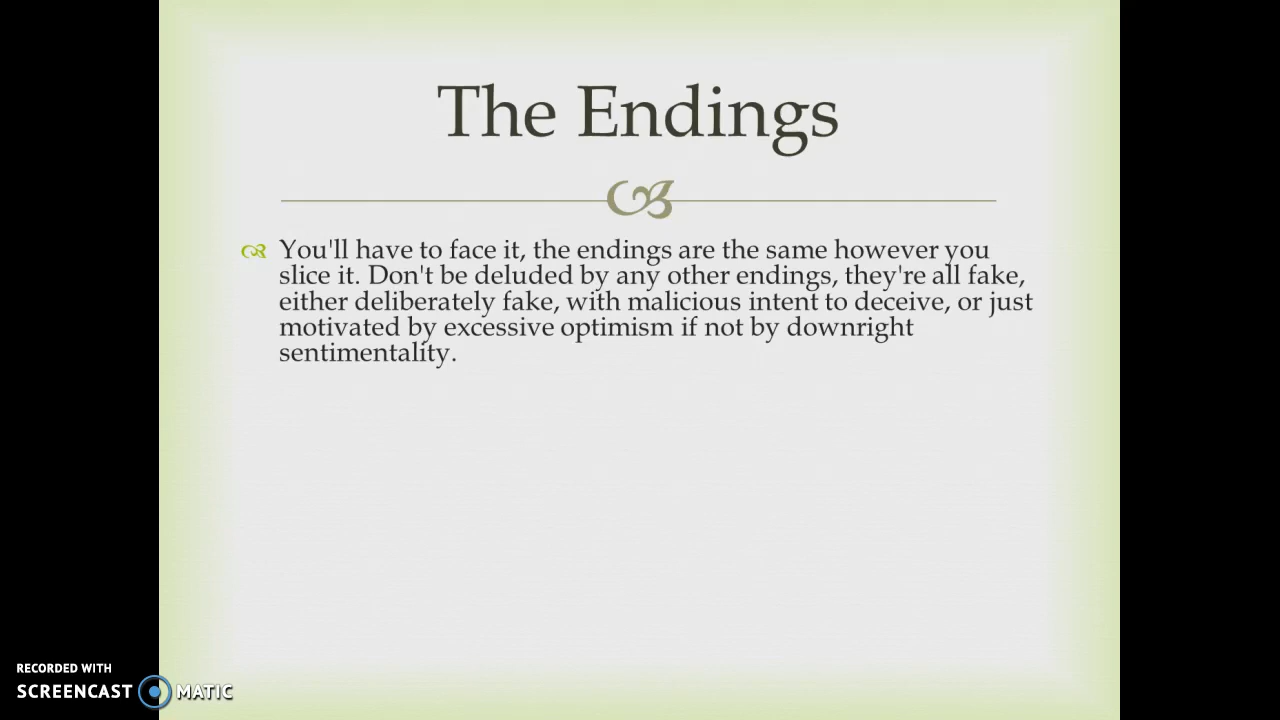 The Endings
You'll have to face it, the endings are the same however you
slice it. Don't be deluded by any other endings, they're all fake,
either deliberately fake, with malicious intent to deceive, or just
motivated by excessive optimism if not by downright
sentimentality.
RECORDED WITH
SCREENCAST MATIC